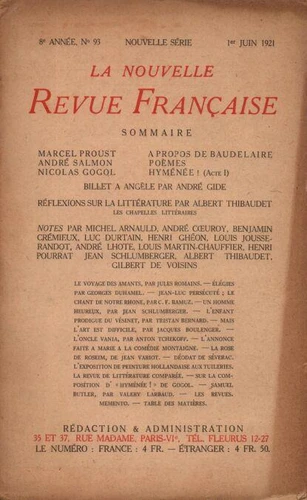 8e ANNÉE, No 93 NOUVELLE SÉRIE 1er JUIN 1921
LA NOUVELLE
REVUE FRANÇAISE
SOMMAIRE
MARCEL PROUST A PROPOS DE BAUDELAIRE
ANDRÉ SALMON POÈMES
NICOLAS GOGOL HYMÉNÉE ! (ACTE I)
BILLET A ANGÈLE PAR ANDRÉ GIDE
RÉFLEXIONS SUR LA LITTÉRATURE PAR ALBERT THIBAUDET
LES CHAPELLES LITTÉRAIRES
NOTES PAR MICHEL ARNAULD, ANDRÉ CŒUROY, BENJAMIN
CRÉMIEUX, LUC DURTAIN, HENRI GHÉON, LOUIS JOUSSE-
RANDOT, ANDRÉ LHOTE, LOUIS MARTIN-CHAUFFIER, HENRI
POURRAT JEAN SCHLUMBERGER, ALBERT THIBAUDET,
GILBERT DE VOISINS
LE VOYAGE DES AMANTS, PAR JULES ROMAINS. — ÉLÉGIES
PAR GEORGES DUHAMEL. — JEAN-LUC PERSÉCUTÉ ; LE
CHANT DE NOTRE RHONE, PAR C. F. RAMUZ. — UN HOMME
HEUREUX, PAR JEAN SCHLUMBERGER. — L'ENFANT
PRODIGUE DU VÉSINET, PAR TRISTAN BERNARD. — MAIS
L'ART EST DIFFICILE, PAR JACQUES BOULENGER. —
L'ONCLE VANIA, PAR ANTON TCHEKOFF. — L'ANNONCE
FAITE A MARIE A LA COMÉDIE MONTAIGNE. — LA ROSE
DE ROSEIM, DE JEAN VARIOT. — DÉODAT DE SÉVERAC.
L'EXPOSITION DE PEINTURE HOLLANDAISE AUX TUILERIES.
LA REVUE DE LITTÉRATURE COMPARÉE. — SUR LA COM-
POSITION D' "HYMÉNÉE !" DE GOGOL. — SAMUEL
BUTLER, PAR VALERY LARBAUD. — LES REVUES.
MEMENTO. — TABLE DES MATIÈRES.
RÉDACTION & ADMINISTRATION
35 ET 37, RUE MADAME, PARIS-VIe, TÉL. FLEURUS 12-27
LE NUMÉRO : FRANCE : 4 FR. — ÉTRANGER : 4 FR. 50.